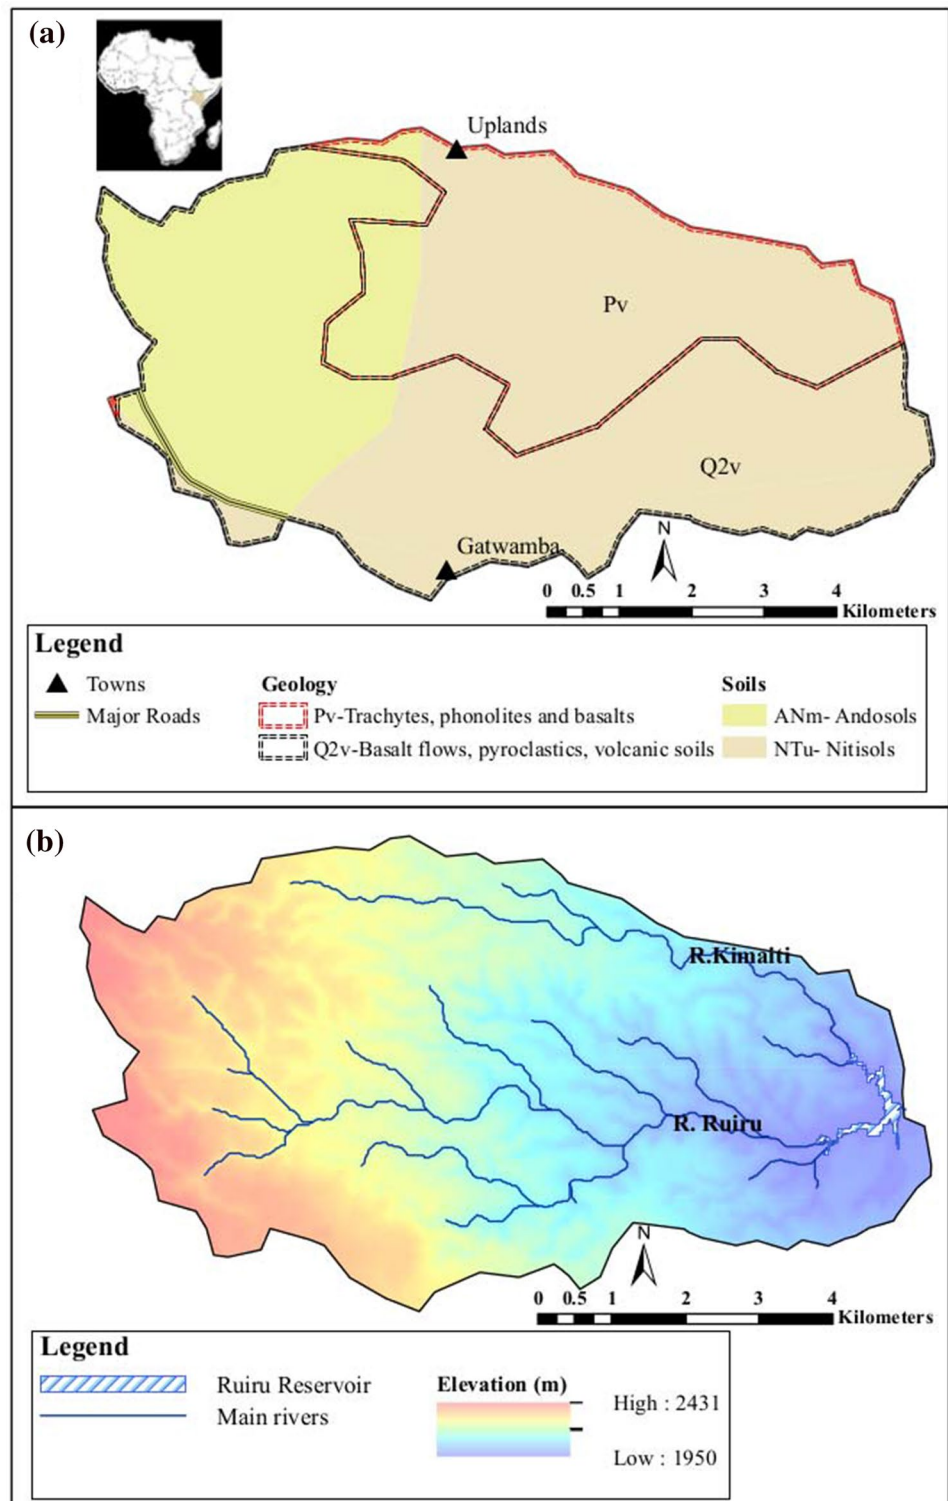 (a)
Uplands
Pv
Q2v
Gatwamba
N
0 0.5 1 2 3 4
Kilometers
Legend
Towns
Major Roads
Geology
Pv-Trachytes, phonolites and basalts
Q2v-Basalt flows, pyroclastics, volcanic soils
Soils
ANm- Andosols
NTu- Nitisols
(b)
R.Kimalti
R. Ruiru
N
0 0.5 1 2 3 4
Kilometers
Legend
Ruiru Reservoir
Main rivers
Elevation (m)
High : 2431
Low : 1950